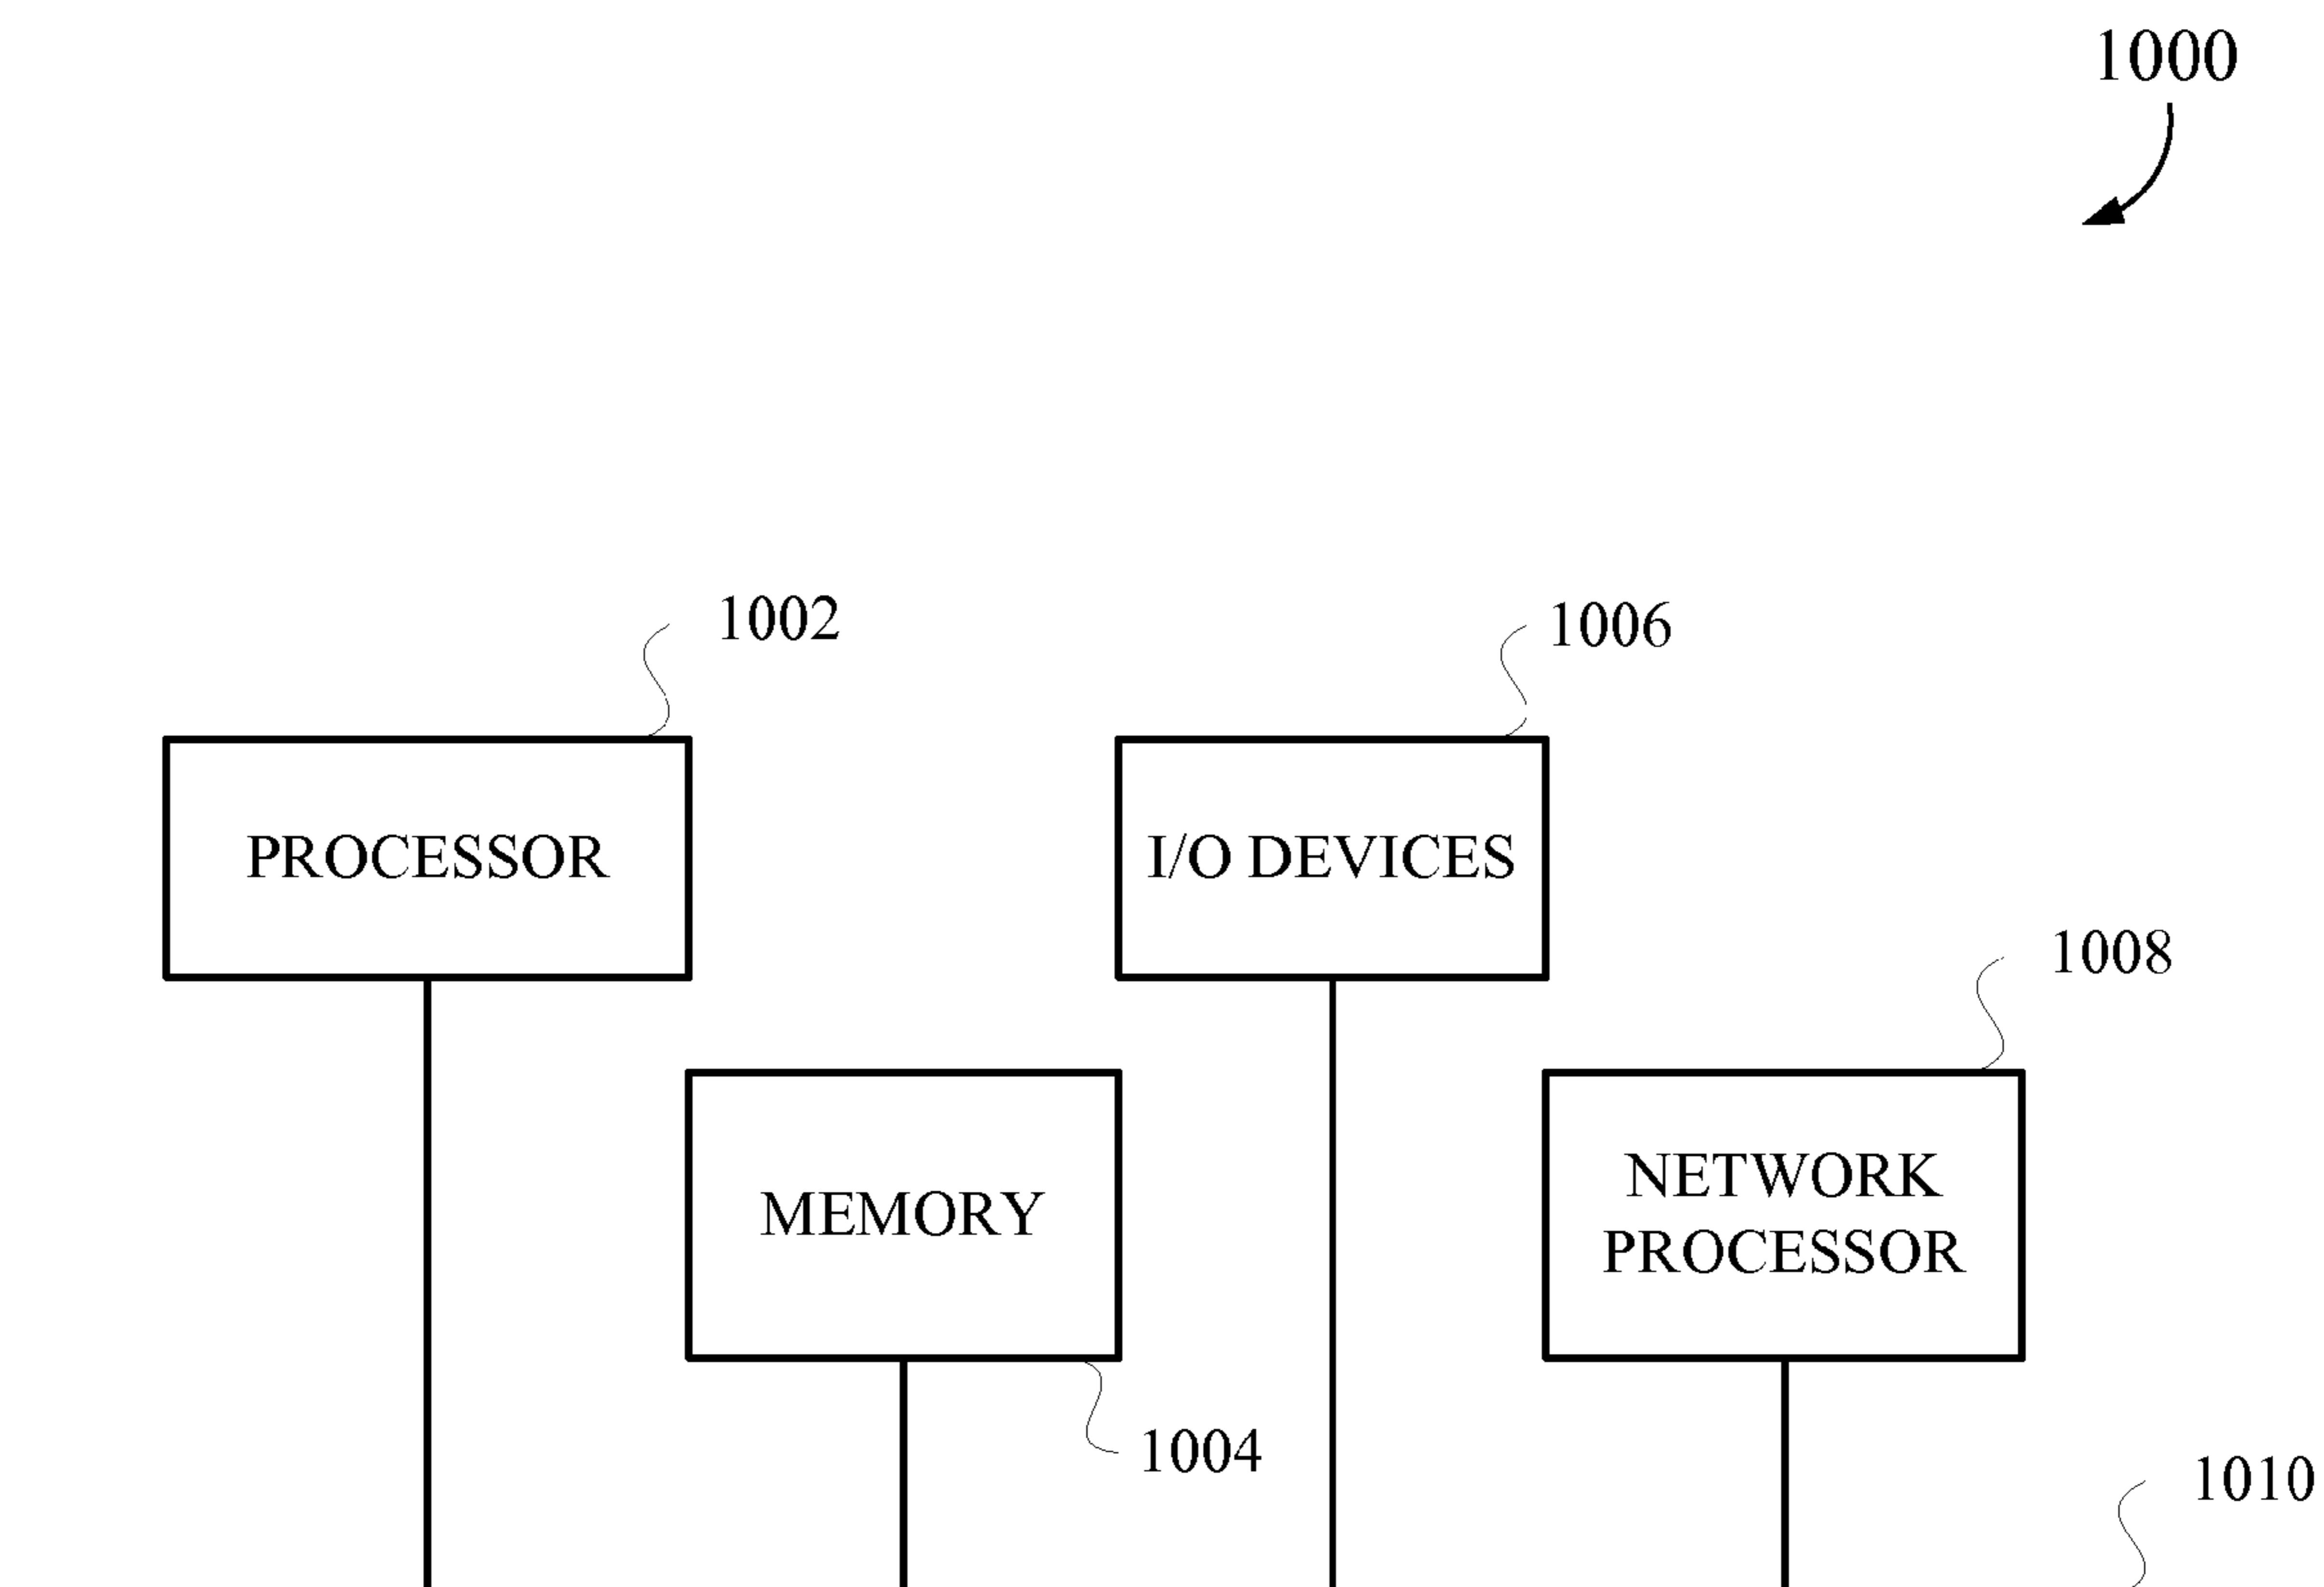 1000
1002
1006
PROCESSOR
I/O DEVICES
1008
MEMORY
NETWORK
PROCESSOR
1004
1010